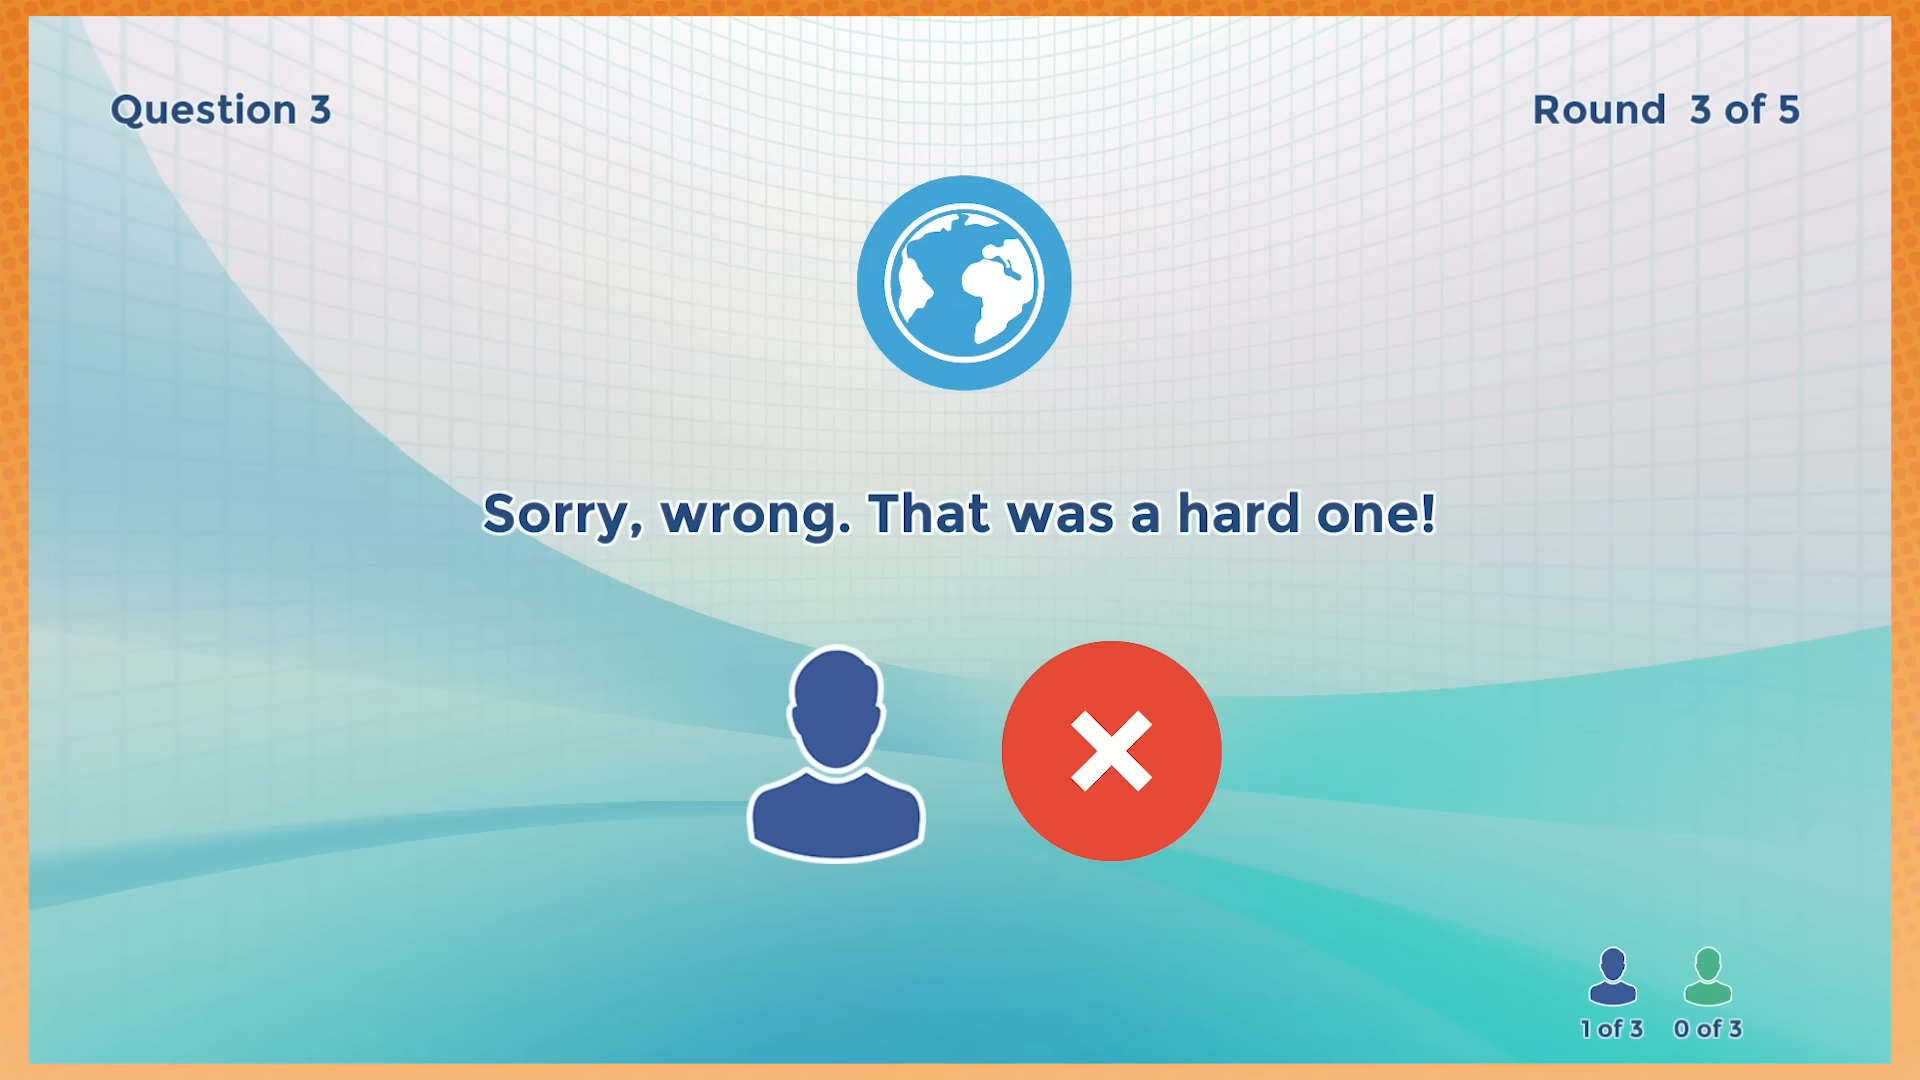 Question 3
Round 3 of 5
Sorry, wrong. That was a hard one!
1 of 3
0 of 3